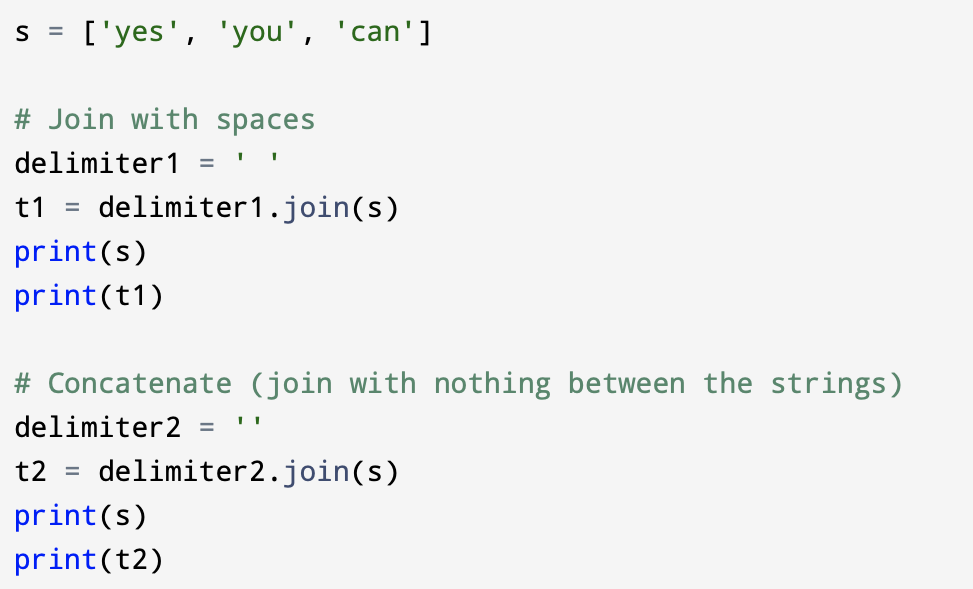 s = ['yes', 'you', 'can']
# Join with spaces
delimiter1 = ' '
t1 = delimiter1.join(s)
print(s)
print(t1)
# Concatenate (join with nothing between the strings)
delimiter2 = ''
t2 = delimiter2.join(s)
print(s)
print(t2)